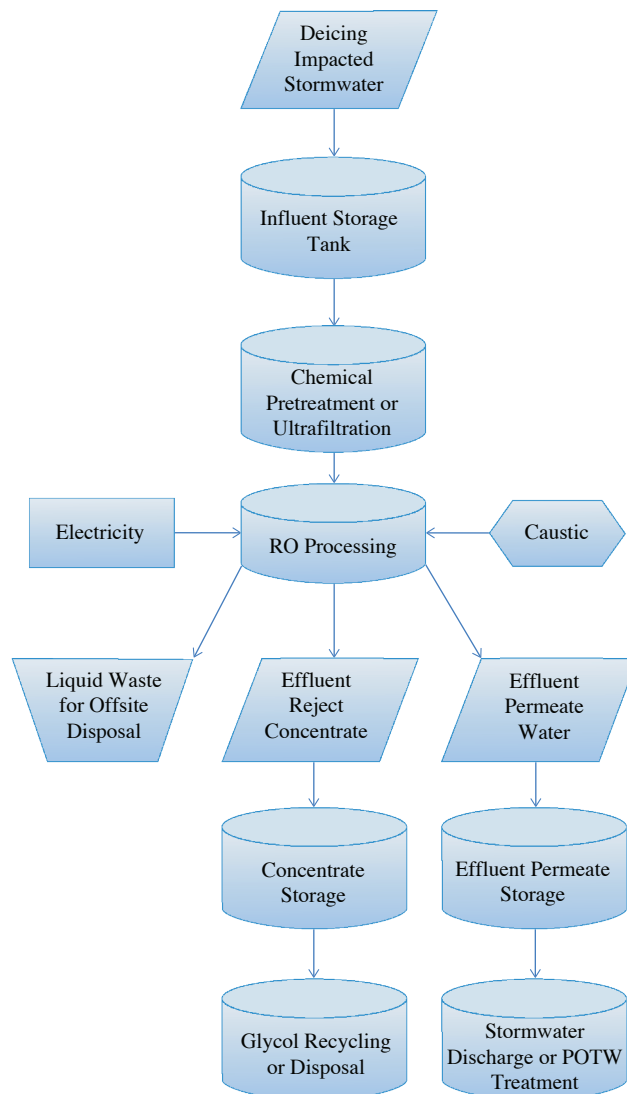 Deicing
Impacted
Stormwater
Influent Storage
Tank
Chemical
Pretreatment or
Ultrafiltration
Electricity
RO Processing
Caustic
Liquid Waste
for Offsite
Disposal
Effluent
Reject
Concentrate
Effluent
Permeate
Water
Concentrate
Storage
Effluent Permeate
Storage
Glycol Recycling
or Disposal
Stormwater
Discharge or POTW
Treatment